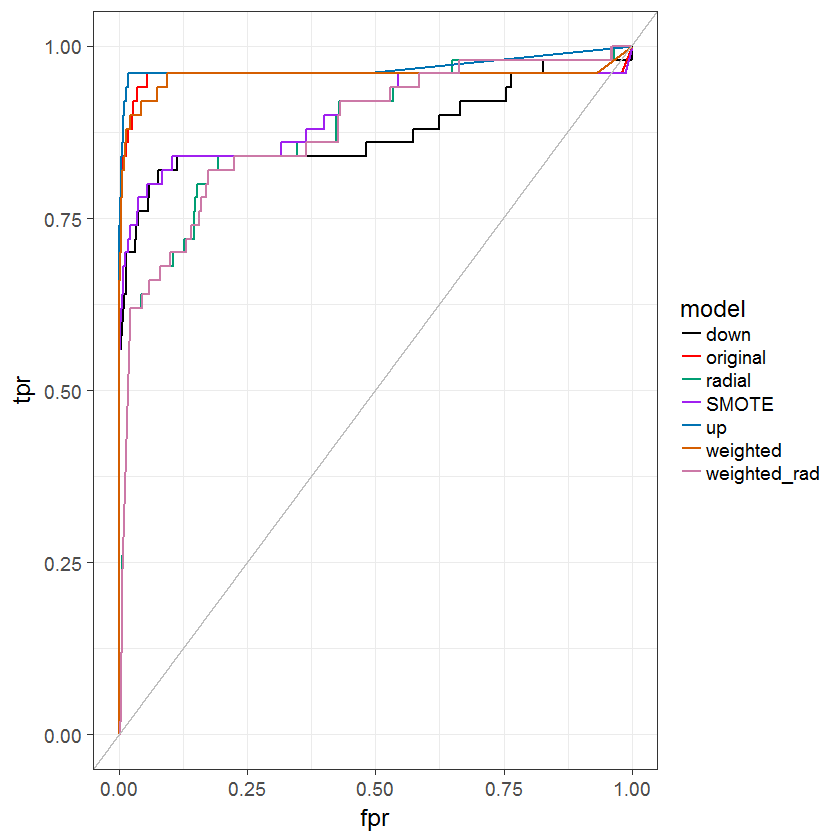 1.00
0.75
0.50
0.25
0.00
tpr
0.00 0.25 0.50 0.75 1.00
fpr
model
down
original
radial
SMOTE
up
weighted
weighted_rad